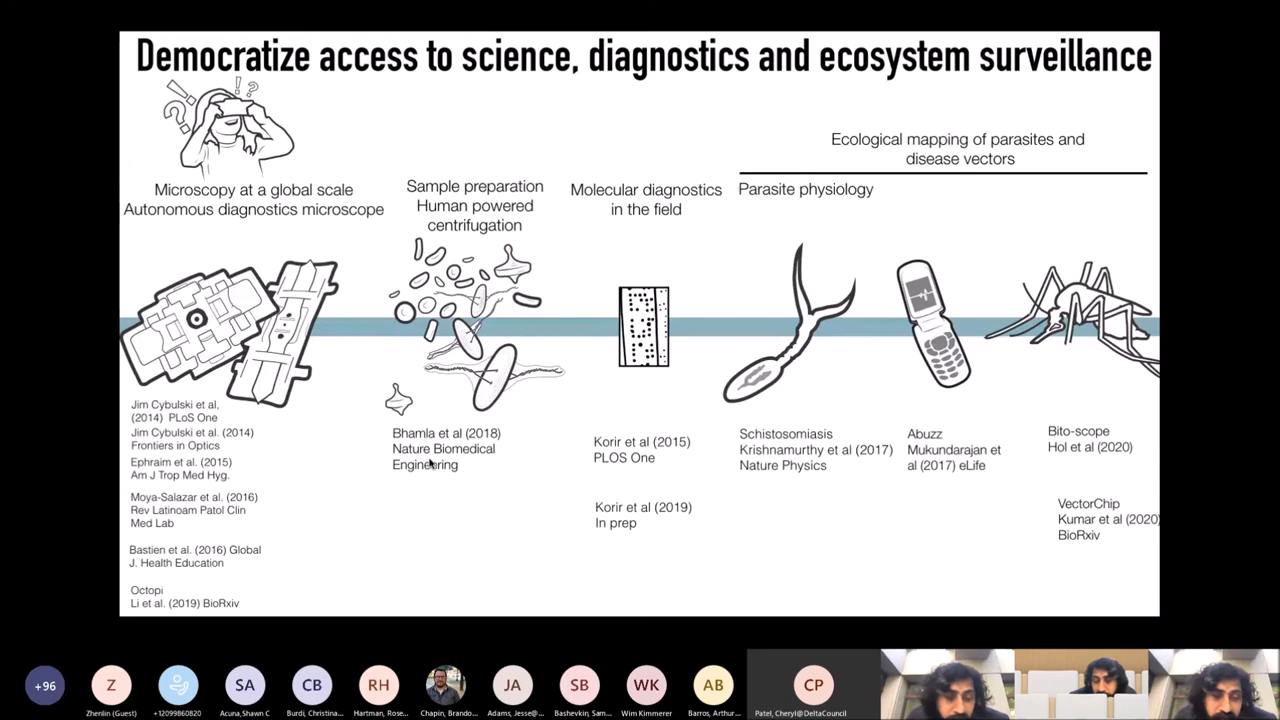 Democratize access to science, diagnostics and ecosystem surveillance
Ecological mapping of parasites and
disease vectors
Microscopy at a global scale
Autonomous diagnostics microscope
Sample preparation
Human powered
centrifugation
Molecular diagnostics
in the field
Parasite physiology
Jim Cybulski et al,
(2014) PLoS One
Jim Cybulski et al. (2014)
Frontiers in Optics
Ephraim et al. (2015)
Am J Trop Med Hyg.
Moya-Salazar et al. (2016)
Rev Latinoam Patol Clin
Med Lab
Bastien et al. (2016) Global
J. Health Education
Octopi
Li et al. (2019) BioRxiv
Bhamla et al (2018)
Nature Biomedical
Engineering
Korir et al (2015)
PLOS One
Korir et al (2019)
In prep
Schistosomiasis
Krishnamurthy et al (2017)
Nature Physics
Abuzz
Mukundarajan et
al (2017) eLife
Bito-scope
Hol et al (2020)
VectorChip
Kumar et al (2020)
BioRxiv
+96
Z
SA
CB
RH
JA
SB
WK
AB
CP
Zhenlin (Guest)
+12099860820
Acuna,Shawn C
Burdi, Christina...
Hartman, Rose...
Chapin, Brando...
Adams, Jesse@...
Bashevkin, Sam...
Wim Kimmerer
Barros, Arthur...
Patel, Cheryl@DeltaCouncil